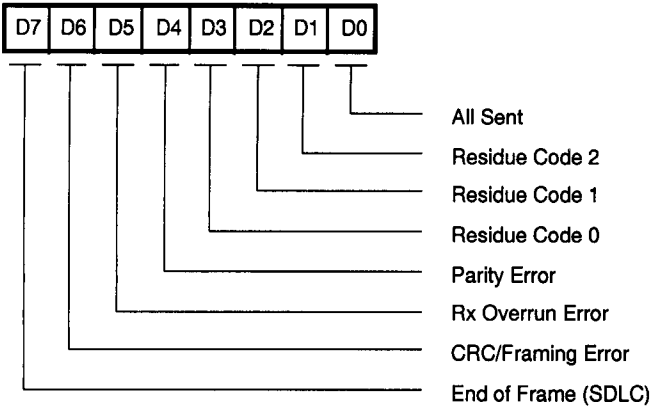 D7 D6 D5 D4 D3 D2 D1 D0
All Sent
Residue Code 2
Residue Code 1
Residue Code 0
Parity Error
Rx Overrun Error
CRC/Framing Error
End of Frame (SDLC)